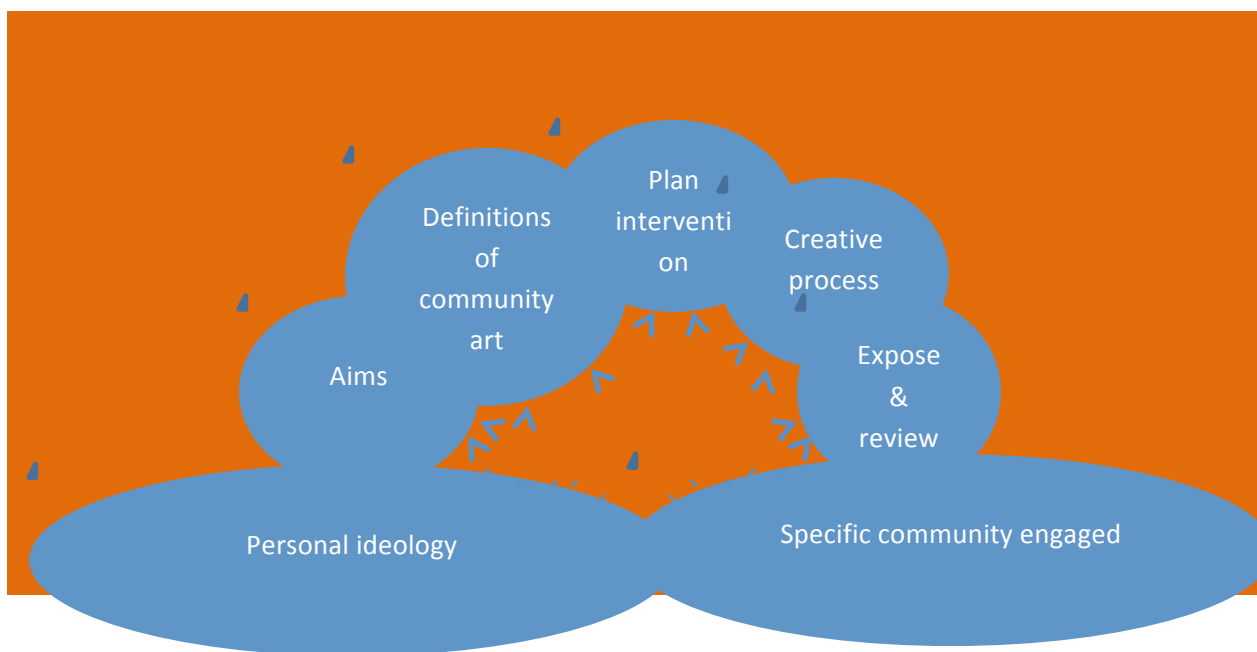 Aims
Definitions
of
community
art
Plan
interventi
on
Creative
process
Expose
&
review
Personal ideology
Specific community engaged